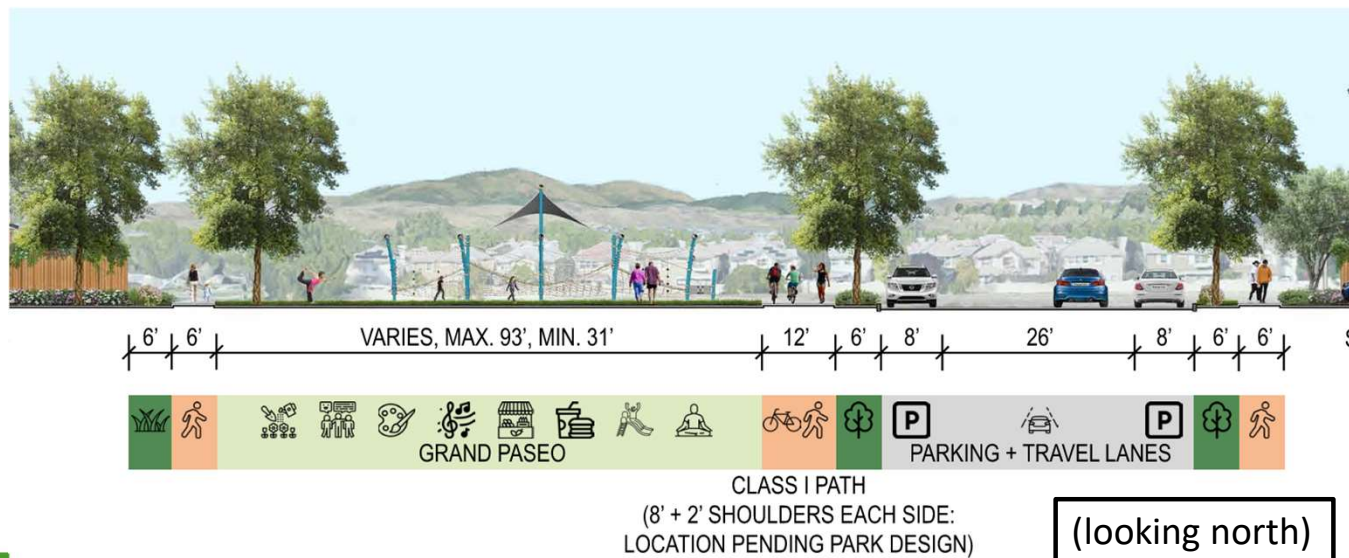 6' 6' VARIES, MAX. 93', MIN. 31' 12' 6' 8' 26' 8' 6' 6' S
P P
GRAND PASEO PARKING + TRAVEL LANES
CLASS I PATH
(8' + 2' SHOULDERS EACH SIDE:
LOCATION PENDING PARK DESIGN)
(looking north)